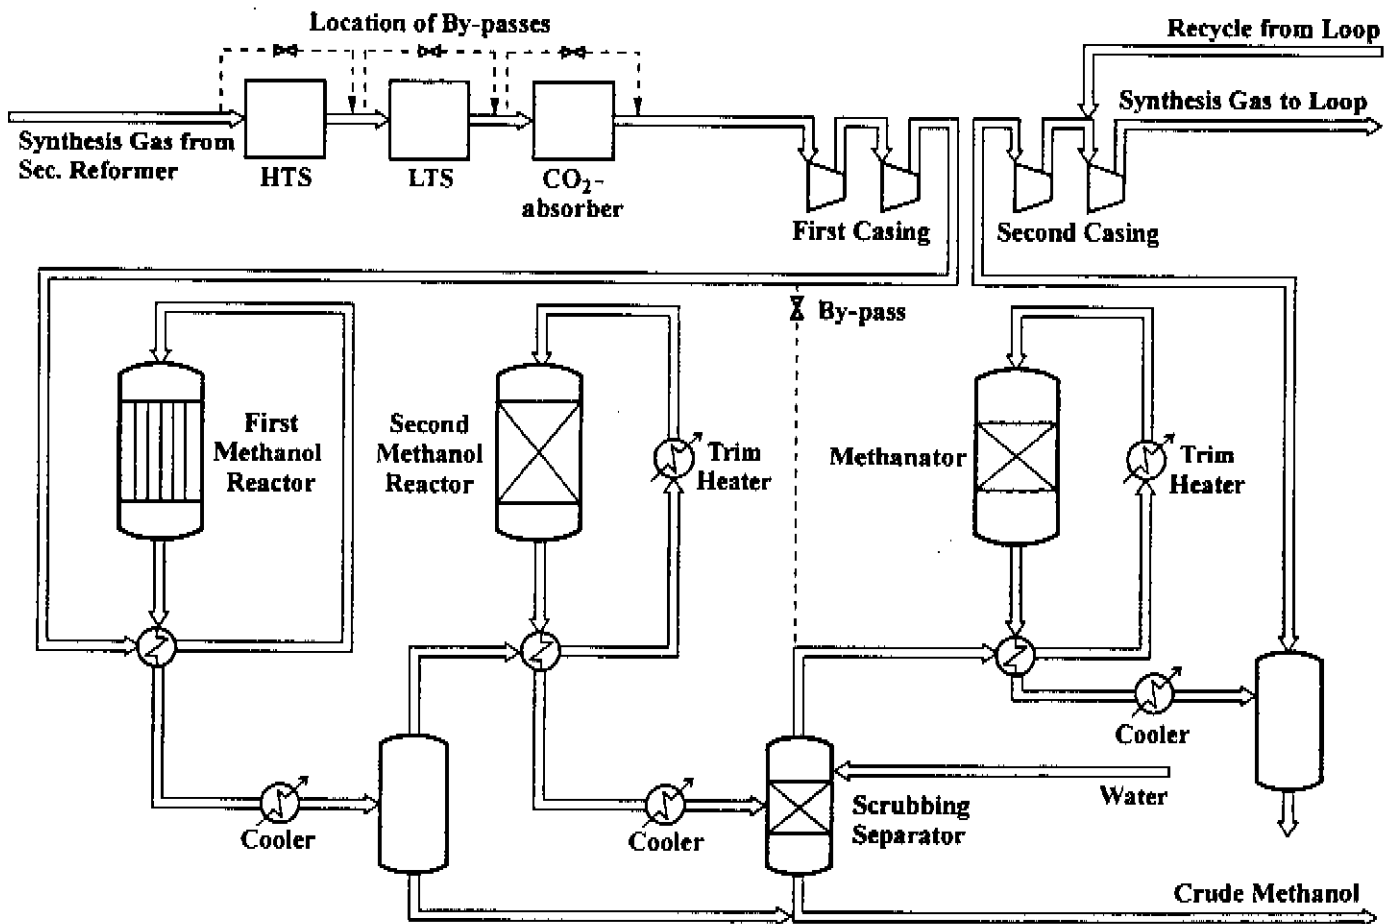 Location of By-passes
Recycle from Loop
Synthesis Gas to Loop
Synthesis Gas from
Sec. Reformer
HTS
LTS
CO₂-
absorber
First Casing
Second Casing
By-pass
First
Methanol
Reactor
Second
Methanol
Reactor
Trim
Heater
Methanator
Trim
Heater
Cooler
Cooler
Scrubbing
Separator
Water
Cooler
Crude Methanol